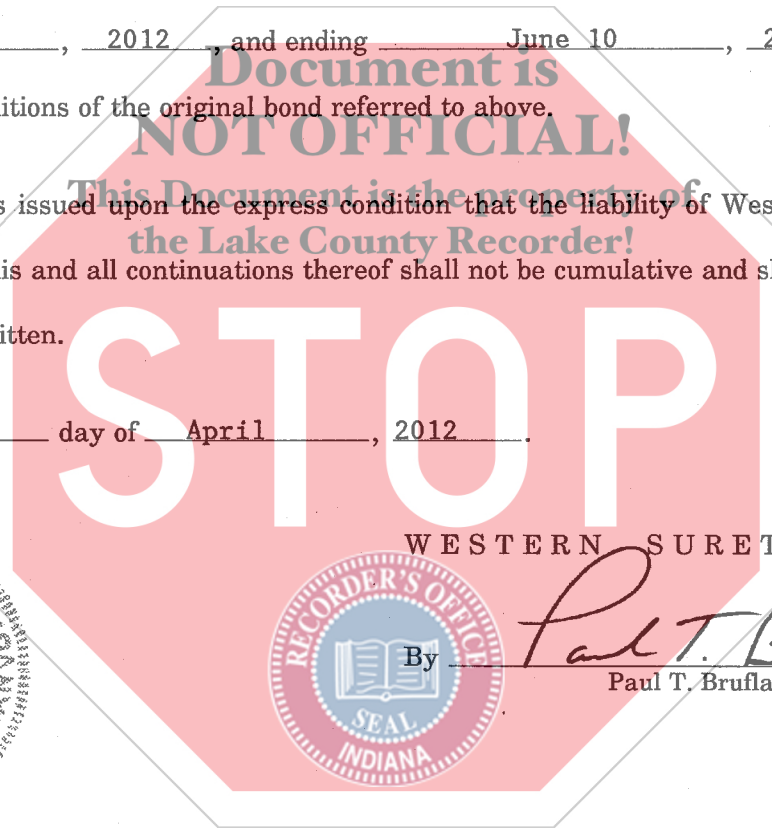 , 2012 , and ending June 10 , 2
Document is
itions of the original bond referred to above.
NOT OFFICIAL!
This Document is the property of
s issued upon the express condition that the liability of Wes
the Lake County Recorder!
is and all continuations thereof shall not be cumulative and s
itten.
STOP
day of April , 2012 .
WESTERN SURET
RECORDER'S OFFICE
SEAL
INDIANA
By Paul T. B
Paul T. Brufla